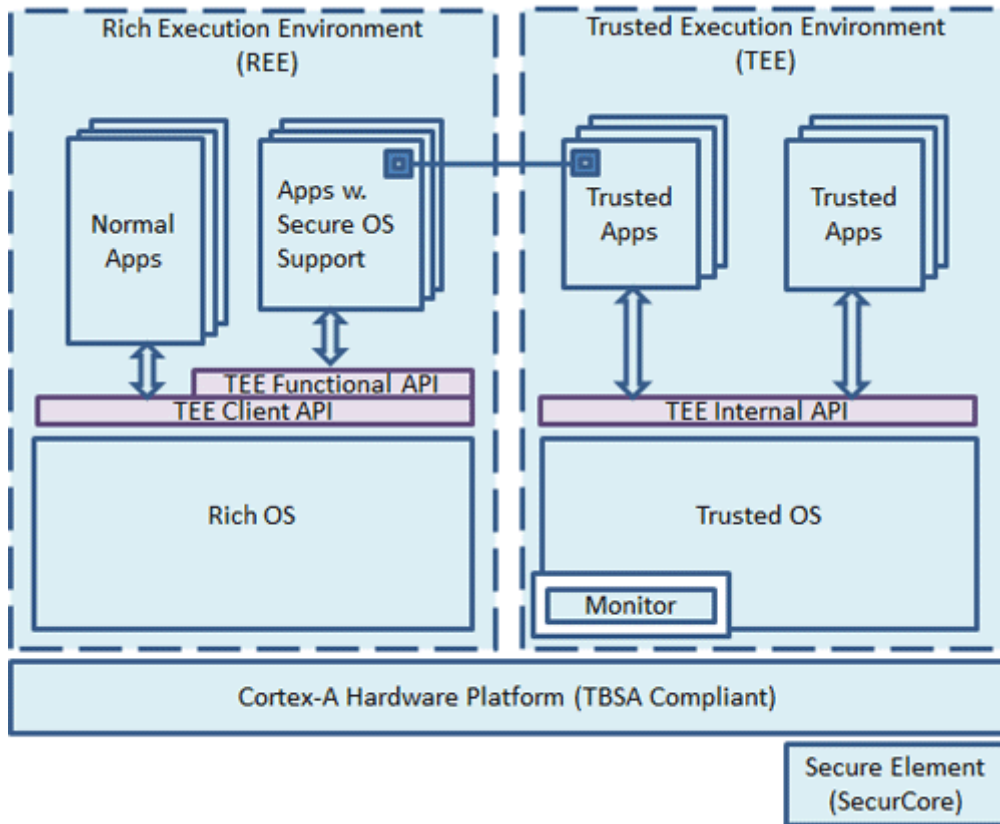 Rich Execution Environment
(REE)
Trusted Execution Environment
(TEE)
Normal
Apps
Apps w.
Secure OS
Support
Trusted
Apps
Trusted
Apps
TEE Functional API
TEE Client API
TEE Internal API
Rich OS
Trusted OS
Monitor
Cortex-A Hardware Platform (TBSA Compliant)
Secure Element
(SecurCore)